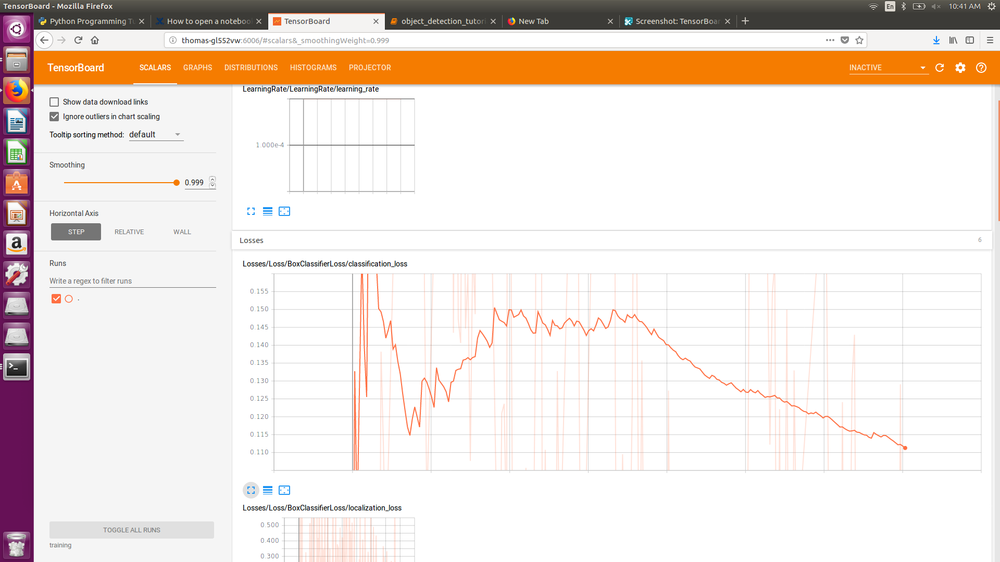 TensorBoard - Mozilla Firefox
En
10:41 AM
Python Programming Tu
How to open a notebook
TensorBoard
object_detection_tutori
New Tab
Screenshot: TensorBoar
thomas-gl552vw:6006/#scalars&_smoothingWeight=0.999
TensorBoard
SCALARS
GRAPHS
DISTRIBUTIONS
HISTOGRAMS
PROJECTOR
INACTIVE
Show data download links
Ignore outliers in chart scaling
Tooltip sorting method: default
Smoothing
0.999
Horizontal Axis
STEP
RELATIVE
WALL
Runs
Write a regex to filter runs
.
TOGGLE ALL RUNS
training
LearningRate/LearningRate/learning_rate
1.000e-4
Losses
6
Losses/Loss/BoxClassifierLoss/classification_loss
0.155
0.150
0.145
0.140
0.135
0.130
0.125
0.120
0.115
0.110
Losses/Loss/BoxClassifierLoss/localization_loss
0.500
0.400
0.300